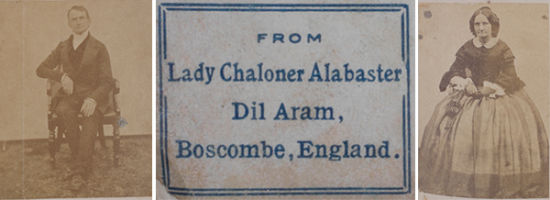 FROM
Lady Chaloner Alabaster
Dil Aram,
Boscombe, England.